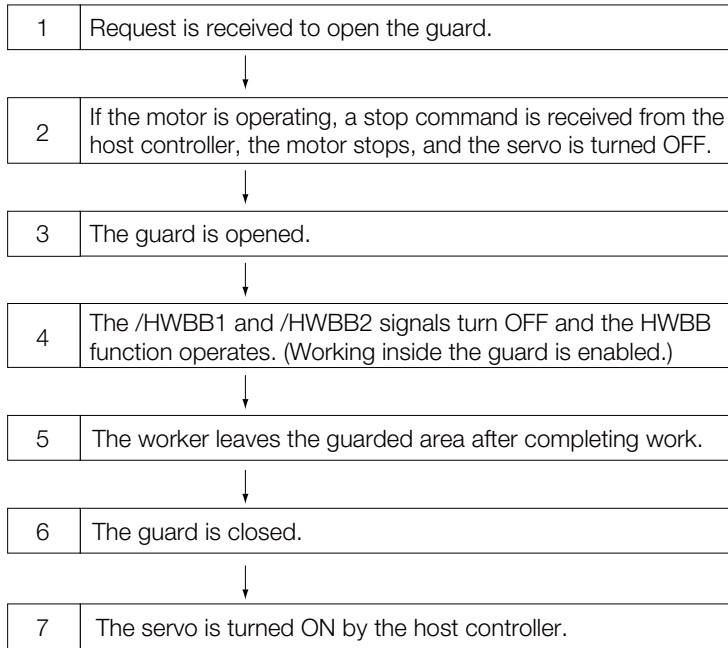 1 Request is received to open the guard.
2 If the motor is operating, a stop command is received from the
host controller, the motor stops, and the servo is turned OFF.
3 The guard is opened.
4 The /HWBB1 and /HWBB2 signals turn OFF and the HWBB
function operates. (Working inside the guard is enabled.)
5 The worker leaves the guarded area after completing work.
6 The guard is closed.
7 The servo is turned ON by the host controller.